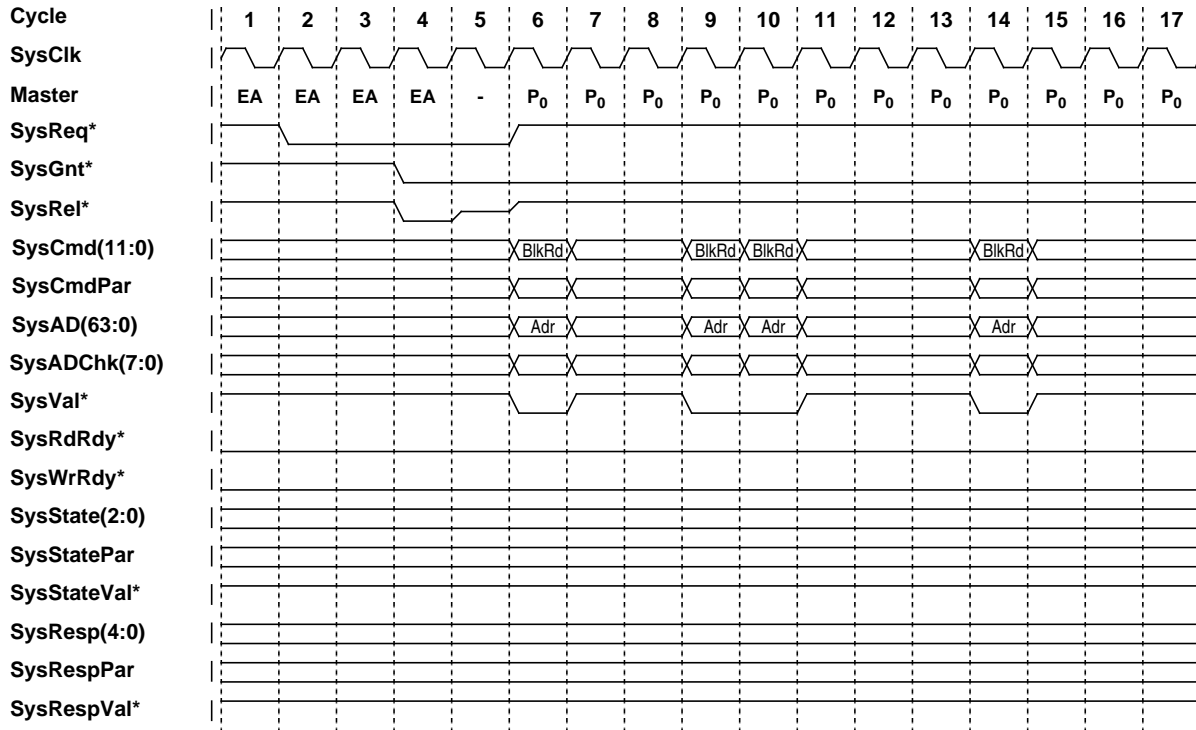 Cycle 1 2 3 4 5 6 7 8 9 10 11 12 13 14 15 16 17
SysClk
Master EA EA EA EA - P0 P0 P0 P0 P0 P0 P0 P0 P0 P0 P0 P0
SysReq*
SysGnt*
SysRel*
SysCmd(11:0) BlkRd BlkRd BlkRd BlkRd
SysCmdPar
SysAD(63:0) Adr Adr Adr Adr
SysADChk(7:0)
SysVal*
SysRdRdy*
SysWrRdy*
SysState(2:0)
SysStatePar
SysStateVal*
SysResp(4:0)
SysRespPar
SysRespVal*